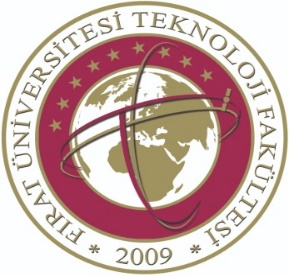 FIRAT ÜNİVERSİTESİ TEKNOLOJİ FAKÜLTESİ
* 2009 *